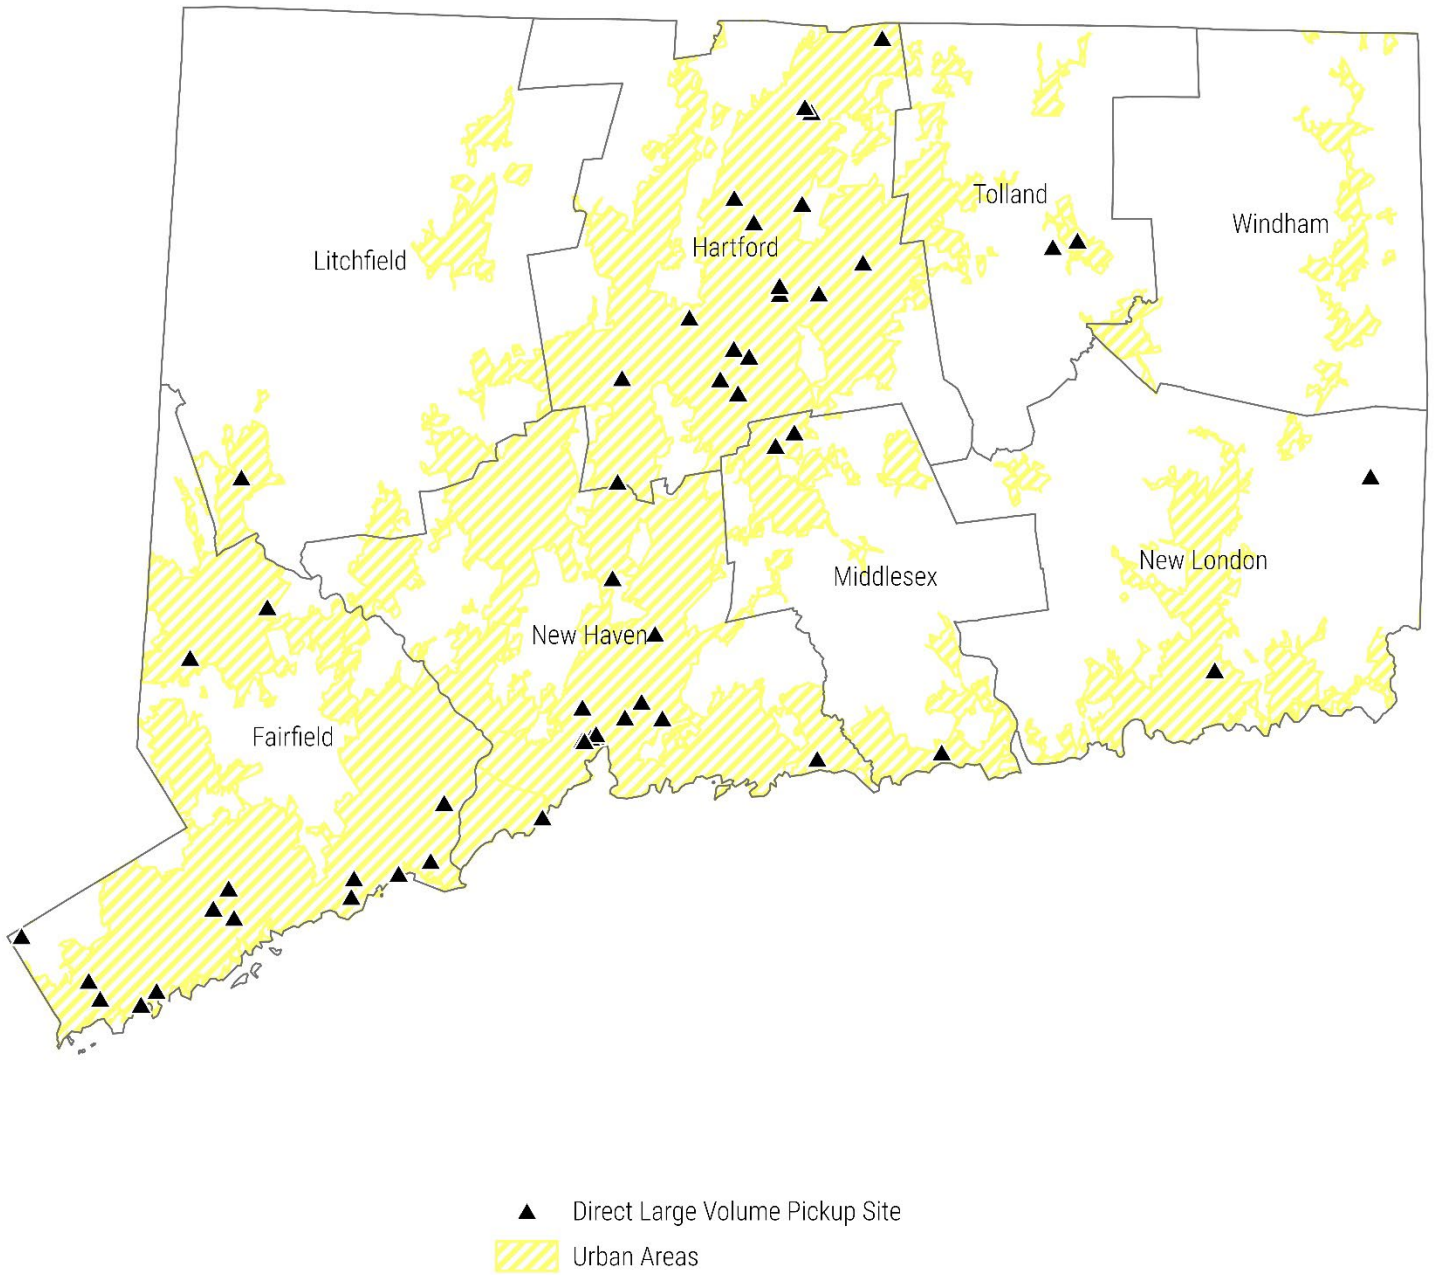 Tolland
Windham
Hartford
Litchfield
New London
Middlesex
New Haven
Fairfield
Direct Large Volume Pickup Site
Urban Areas